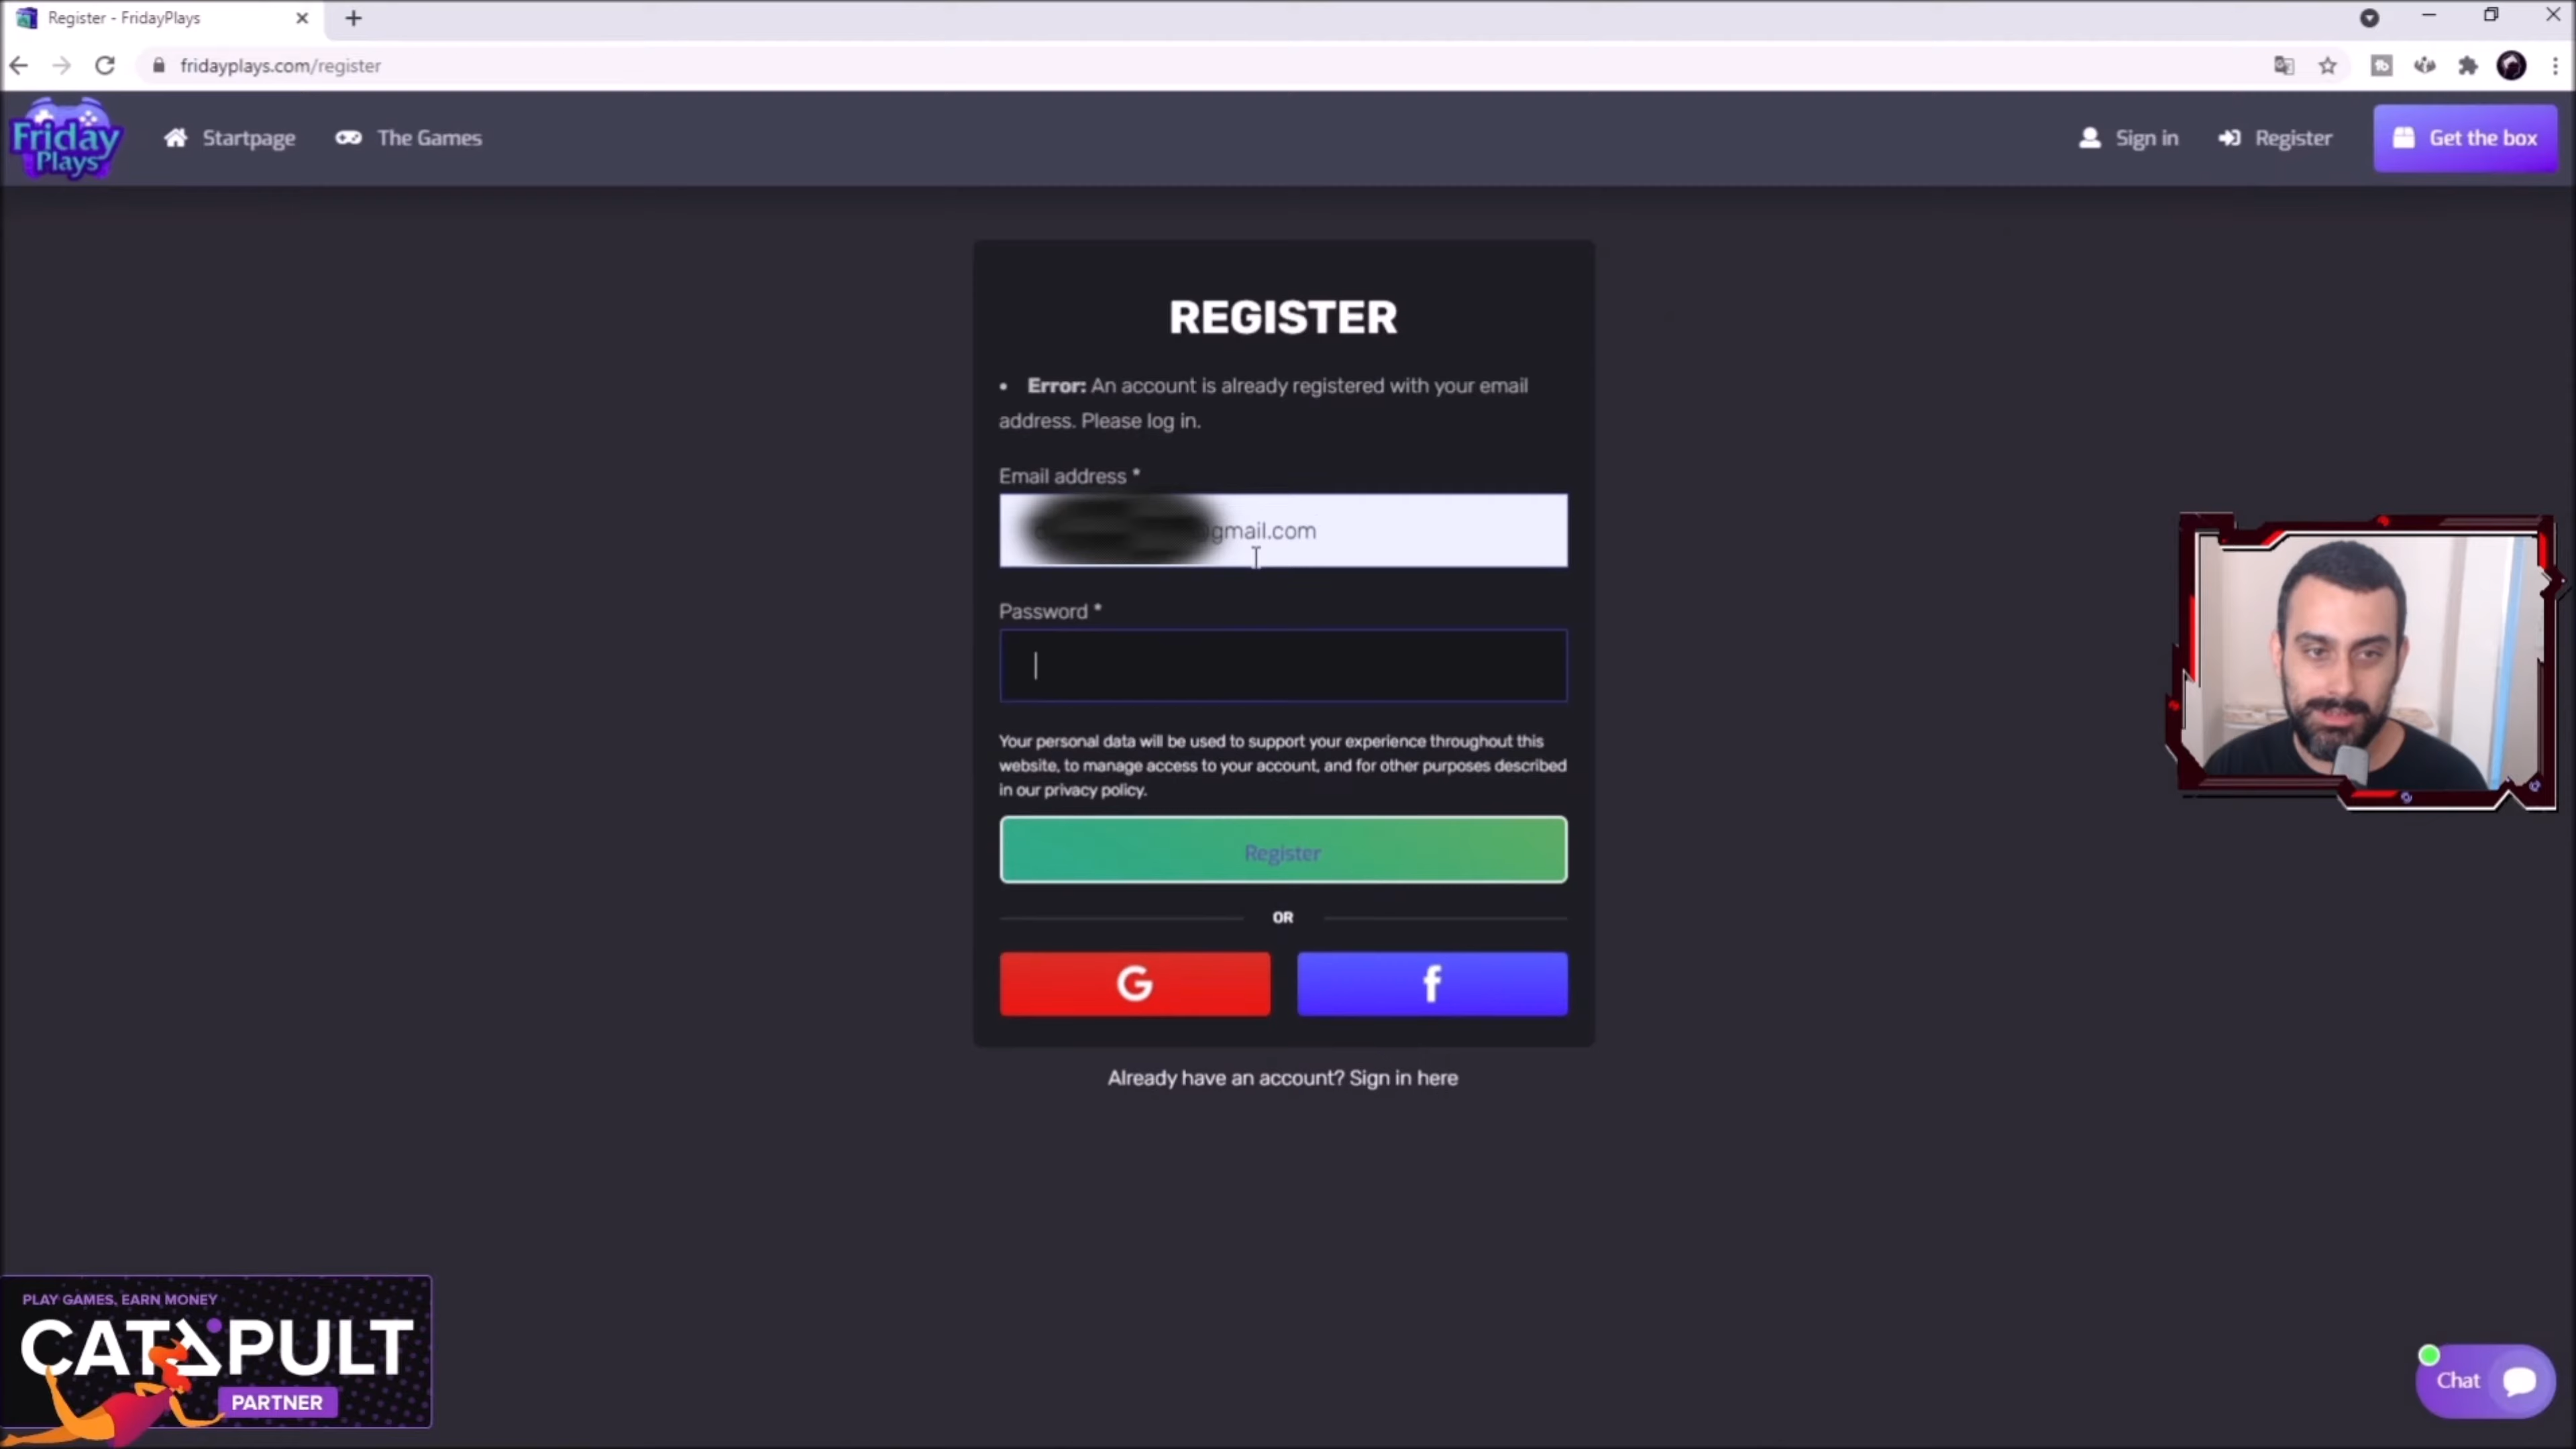 Register - FridayPlays
fridayplays.com/register
Friday
Plays
Startpage
The Games
Sign in
Register
Get the box
REGISTER
• Error: An account is already registered with your email
address. Please log in.
Email address *
@gmail.com
Password *
Your personal data will be used to support your experience throughout this
website, to manage access to your account, and for other purposes described
in our privacy policy.
Register
OR
G
f
Already have an account? Sign in here
PLAY GAMES, EARN MONEY
CATAPULT
PARTNER
Chat